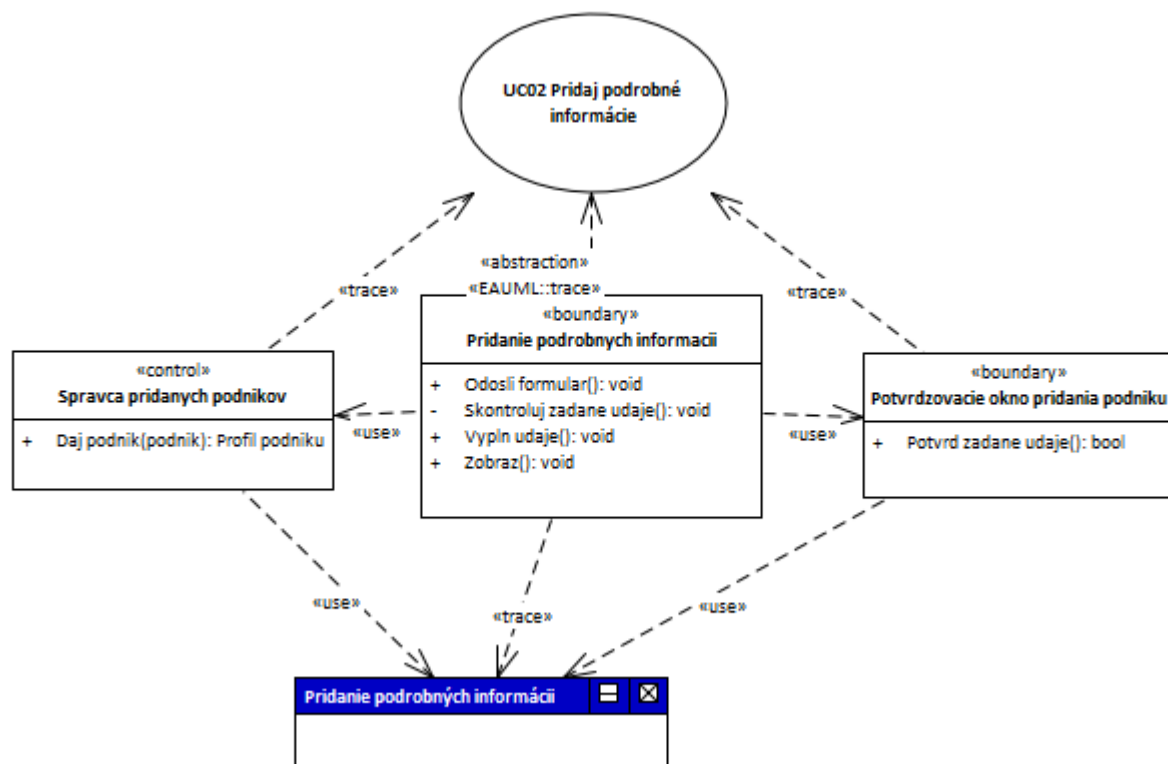 UC02 Pridaj podrobné
informácie
«abstraction»
«EAUML::trace»
«trace»
«trace»
«control»
Spravca pridanych podnikov
+ Daj podnik(podnik): Profil podniku
«boundary»
Pridanie podrobnych informacii
+ Odosli formular(): void
- Skontroluj zadane udaje(): void
+ Vypln udaje(): void
+ Zobraz(): void
«boundary»
Potvrdzovacie okno pridania podniku
+ Potvrd zadane udaje(): bool
«use»
«use»
«use»
«trace»
«use»
Pridanie podrobných informácii